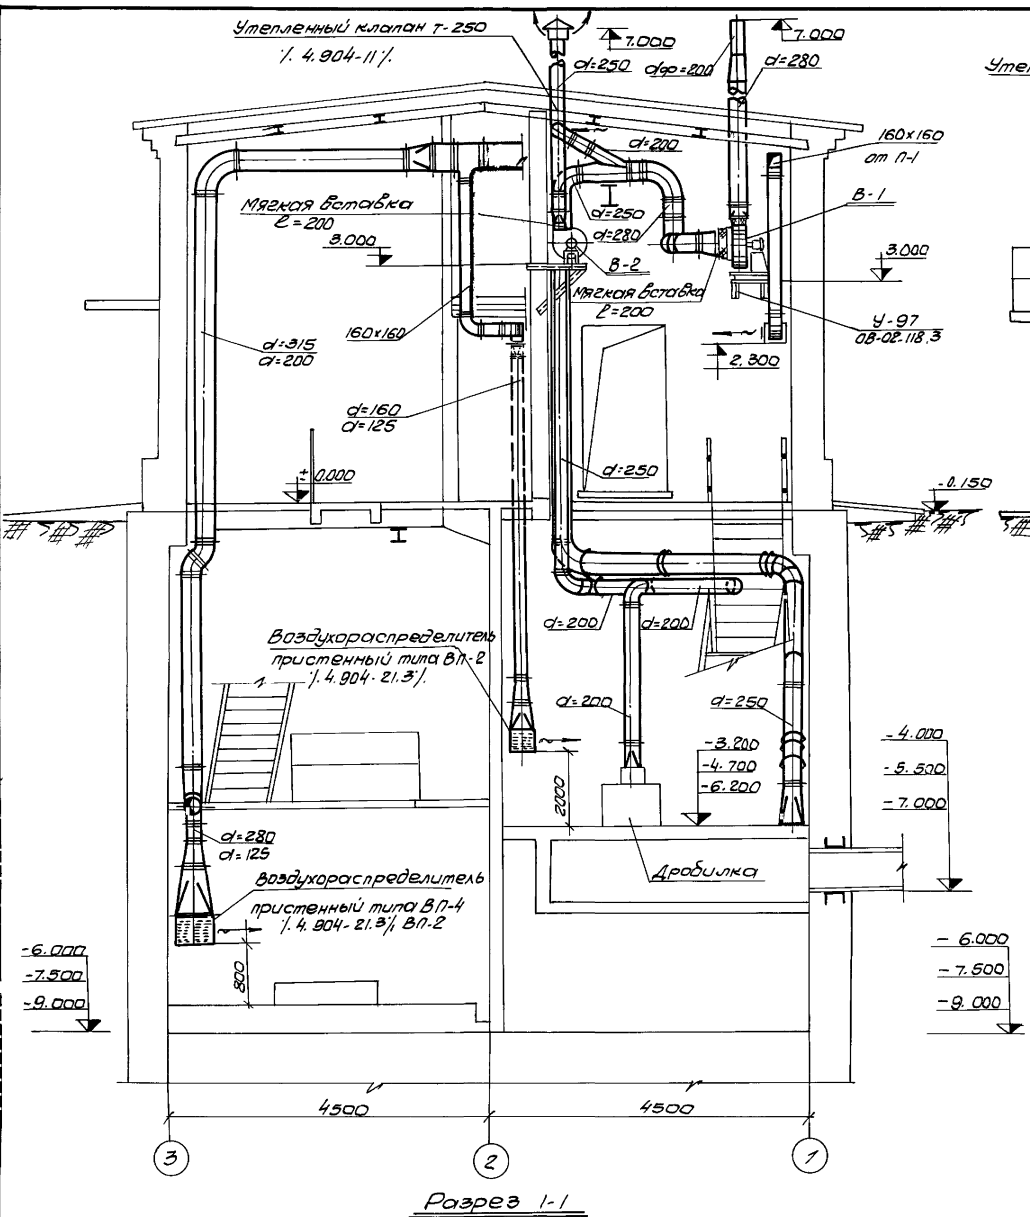 Утепленный клапан т-250
/. 4.904-11 /.
7.000
7.000
d=250
dф=200
d=280
Утеп
160x160
от П-1
d=200
Мягкая вставка
ℓ=200
d=250
В-1
3.000
d=280
В-2
3.000
Мягкая вставка
ℓ=200
160x160
У-97
ОВ-02.118.3
d=315
d=200
2.300
d=160
d=125
d=250
± 0.000
-0.150
d=200
d=200
Воздухораспределитель
пристенный типа ВП-2
/. 4.904-21.3 /.
d=200
d=250
-3.200
-4.700
-6.200
-4.000
-5.500
-7.000
2000
d=280
d=125
Дробилка
Воздухораспределитель
пристенный типа ВП-4
/. 4.904-21.3 /, ВП-2
-6.000
-7.500
-9.000
800
-6.000
-7.500
-9.000
4500
4500
3
2
1
Разрез 1-1